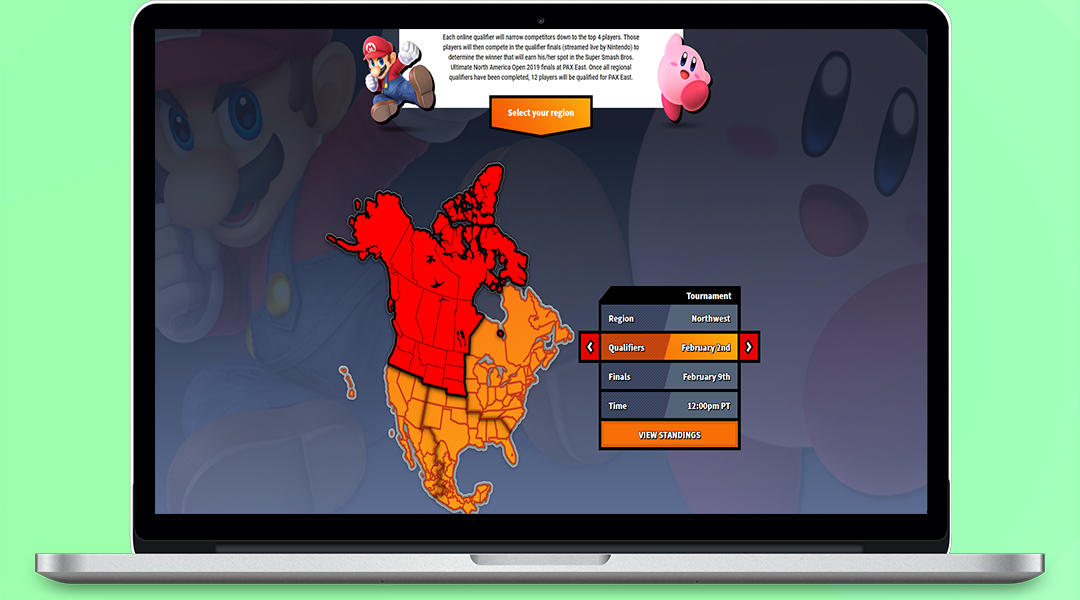 Each online qualifier will narrow competitors down to the top 4 players. Those
players will then compete in the qualifier finals (streamed live by Nintendo) to
determine the winner that will earn his/her spot in the Super Smash Bros.
Ultimate North America Open 2019 finals at PAX East. Once all regional
qualifiers have been completed, 12 players will be qualified for PAX East.
Select your region
Tournament
Region Northwest
Qualifiers February 2nd
Finals February 9th
Time 12:00pm PT
VIEW STANDINGS